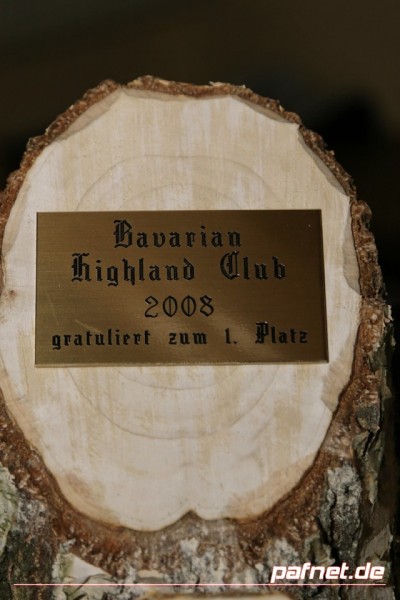 Bavarian
Highland Club
2008
gratuliert zum 1. Platz
pafnet.de